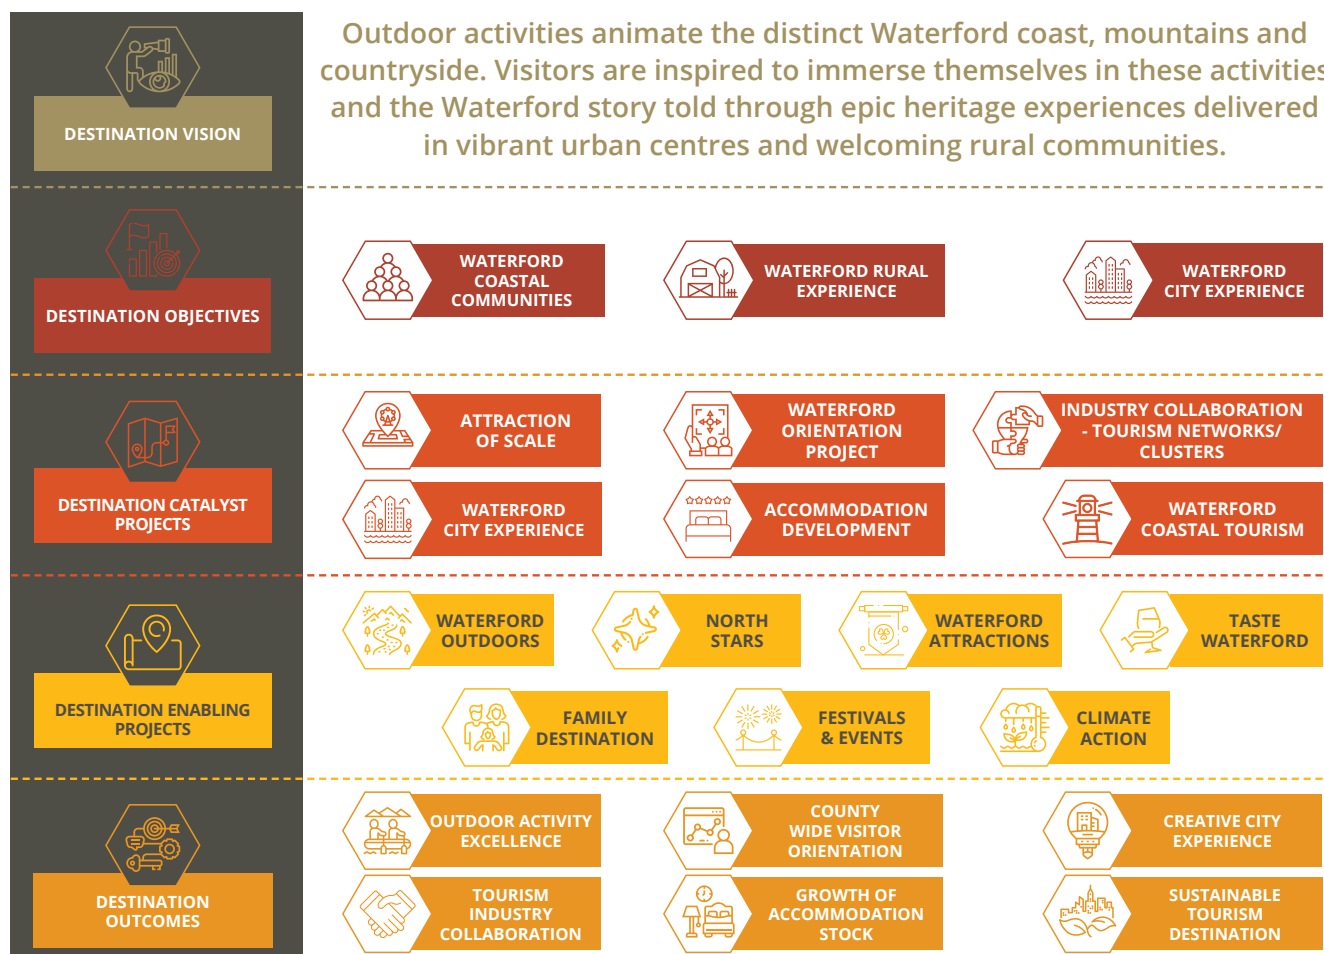 Outdoor activities animate the distinct Waterford coast, mountains and
countryside. Visitors are inspired to immerse themselves in these activities
and the Waterford story told through epic heritage experiences delivered
in vibrant urban centres and welcoming rural communities.
DESTINATION VISION
DESTINATION OBJECTIVES
WATERFORD
COASTAL
COMMUNITIES
WATERFORD RURAL
EXPERIENCE
WATERFORD
CITY EXPERIENCE
DESTINATION CATALYST
PROJECTS
ATTRACTION
OF SCALE
WATERFORD
ORIENTATION
PROJECT
INDUSTRY COLLABORATION
- TOURISM NETWORKS/
CLUSTERS
WATERFORD
CITY EXPERIENCE
ACCOMMODATION
DEVELOPMENT
WATERFORD
COASTAL TOURISM
DESTINATION ENABLING
PROJECTS
WATERFORD
OUTDOORS
NORTH
STARS
WATERFORD
ATTRACTIONS
TASTE
WATERFORD
FAMILY
DESTINATION
FESTIVALS
& EVENTS
CLIMATE
ACTION
DESTINATION
OUTCOMES
OUTDOOR ACTIVITY
EXCELLENCE
COUNTY
WIDE VISITOR
ORIENTATION
CREATIVE CITY
EXPERIENCE
TOURISM
INDUSTRY
COLLABORATION
GROWTH OF
ACCOMMODATION
STOCK
SUSTAINABLE
TOURISM
DESTINATION